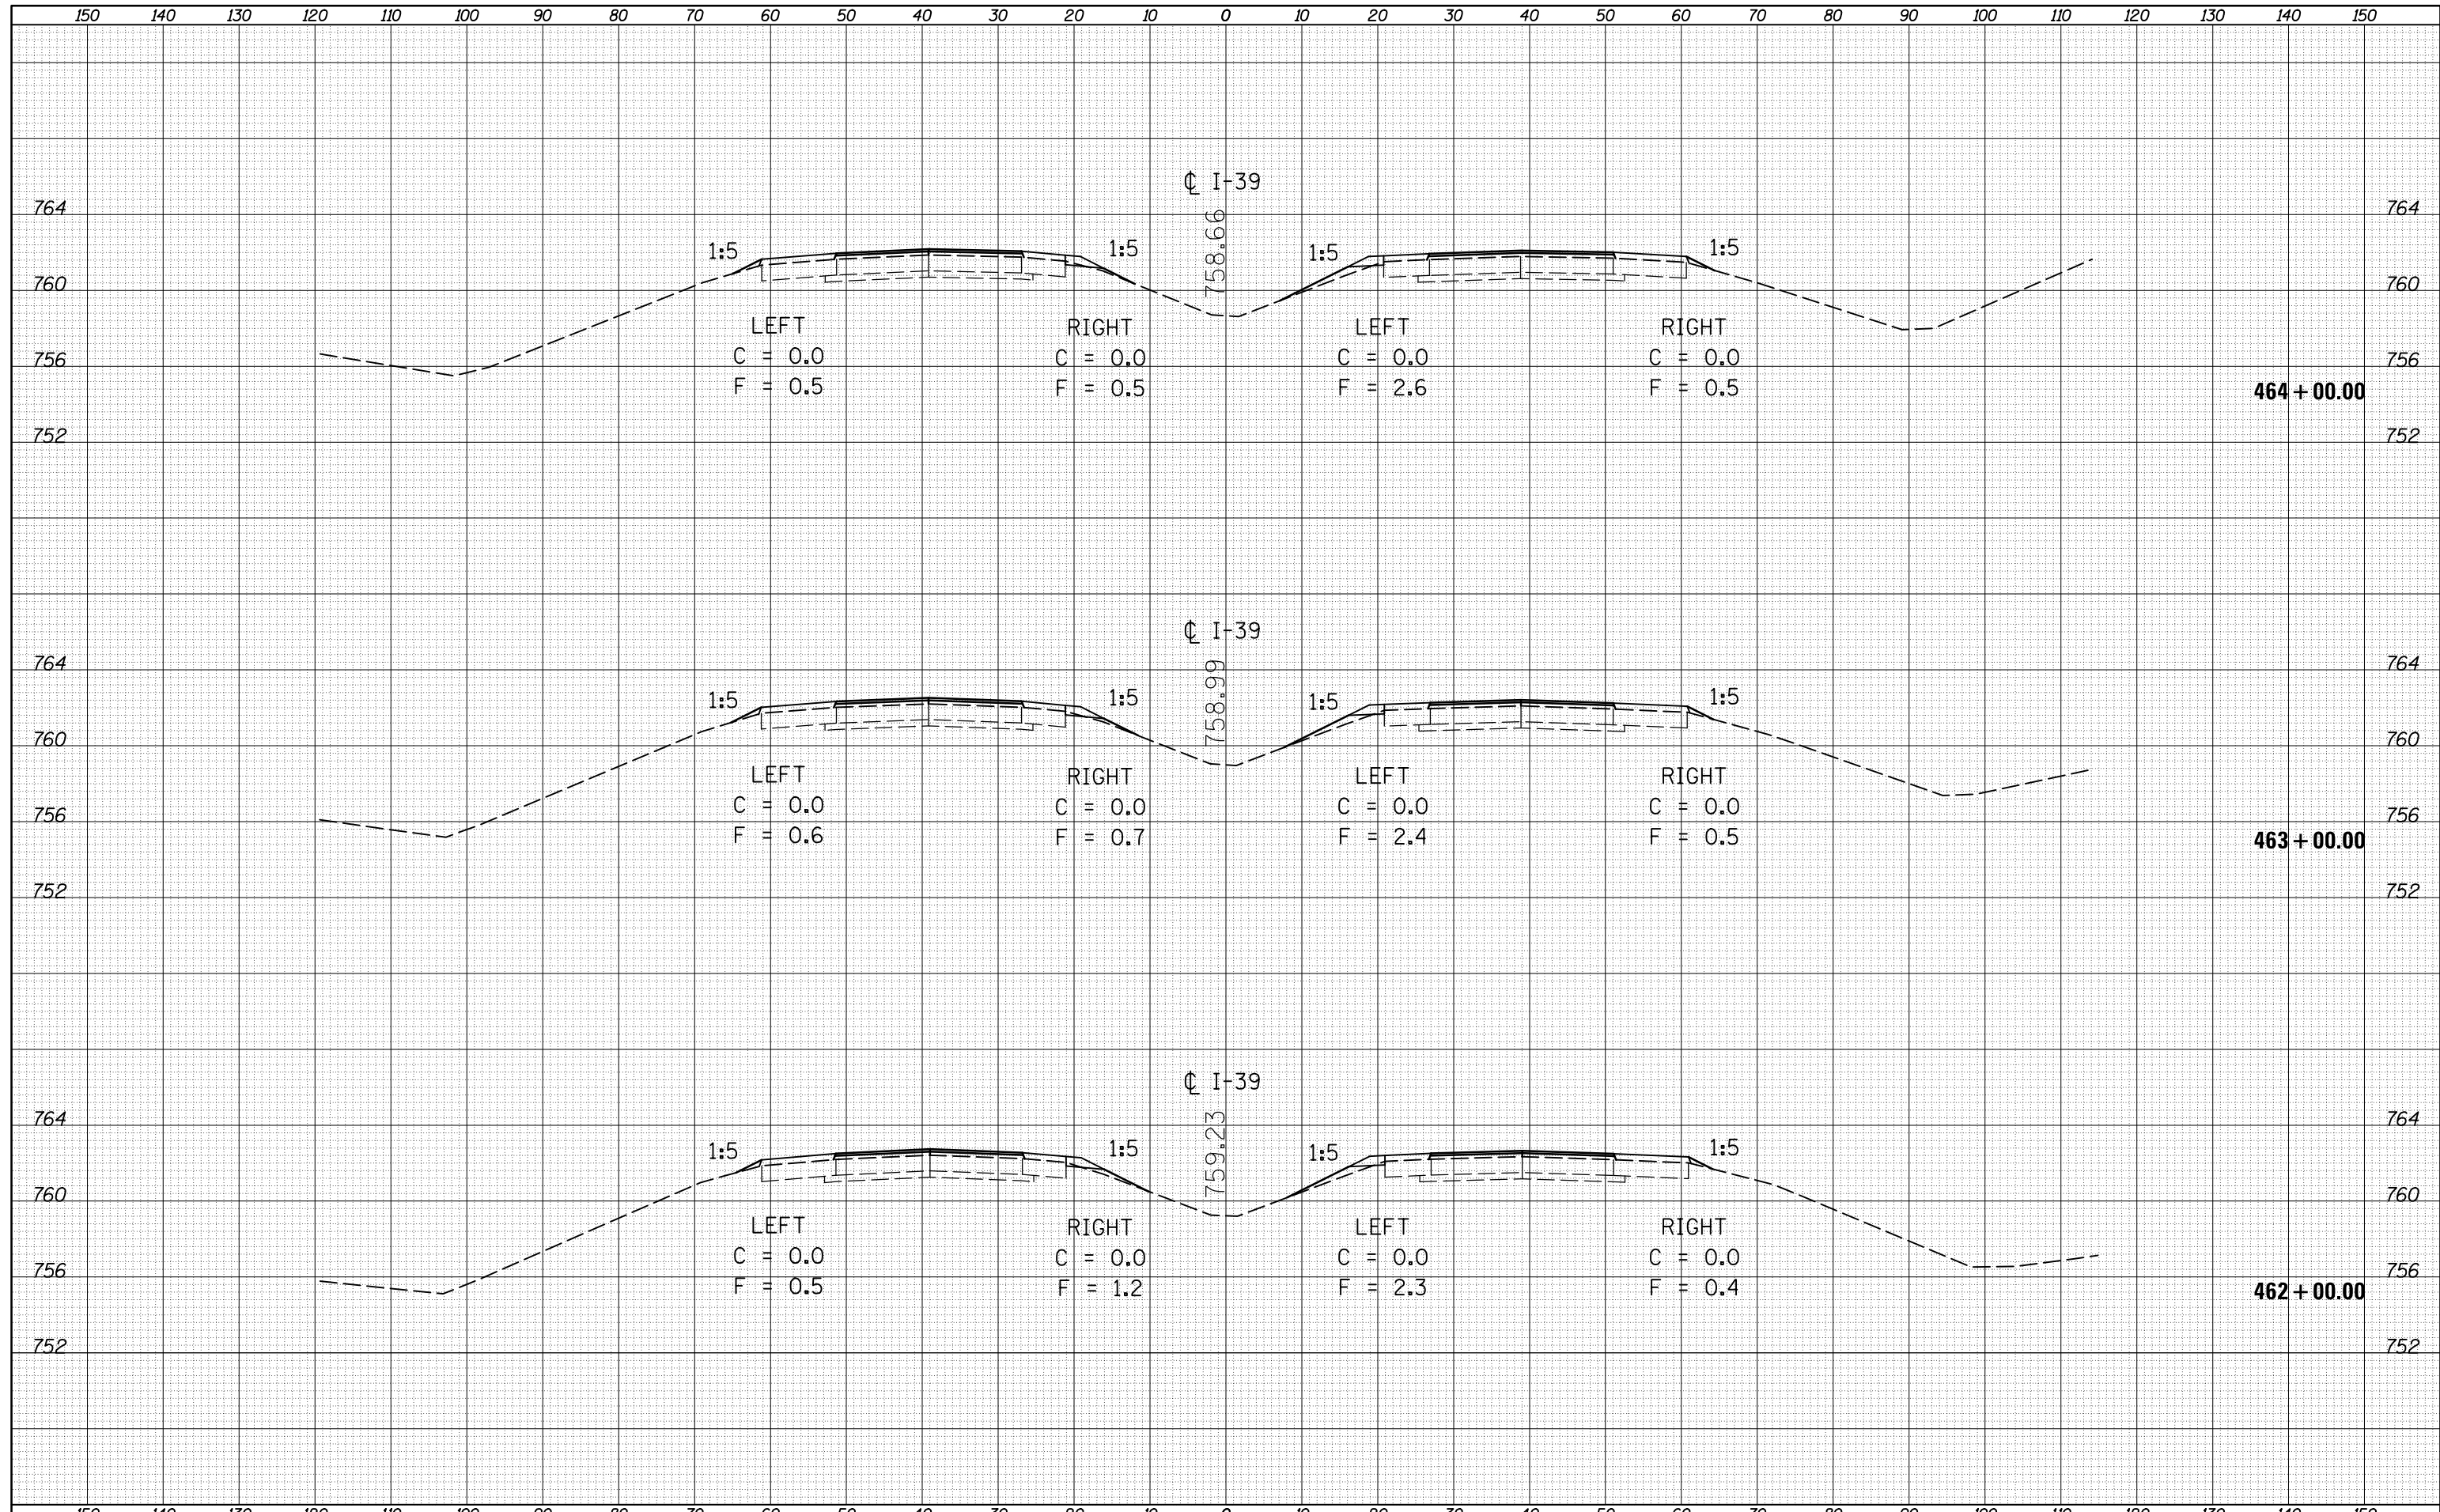 150 140 130 120 110 100 90 80 70 60 50 40 30 20 10 0 10 20 30 40 50 60 70 80 90 100 110 120 130 140 150
℄ I-39
758.66
764 764
1:5 1:5 1:5 1:5
760 760
LEFT RIGHT LEFT RIGHT
C = 0.0 C = 0.0 C = 0.0 C = 0.0
756 756
F = 0.5 F = 0.5 F = 2.6 F = 0.5
464+00.00
752 752
℄ I-39
758.99
764 764
1:5 1:5 1:5 1:5
760 760
LEFT RIGHT LEFT RIGHT
C = 0.0 C = 0.0 C = 0.0 C = 0.0
756 756
F = 0.6 F = 0.7 F = 2.4 F = 0.5
463+00.00
752 752
℄ I-39
759.23
764 764
1:5 1:5 1:5 1:5
760 760
LEFT RIGHT LEFT RIGHT
C = 0.0 C = 0.0 C = 0.0 C = 0.0
756 756
F = 0.5 F = 1.2 F = 2.3 F = 0.4
462+00.00
752 752